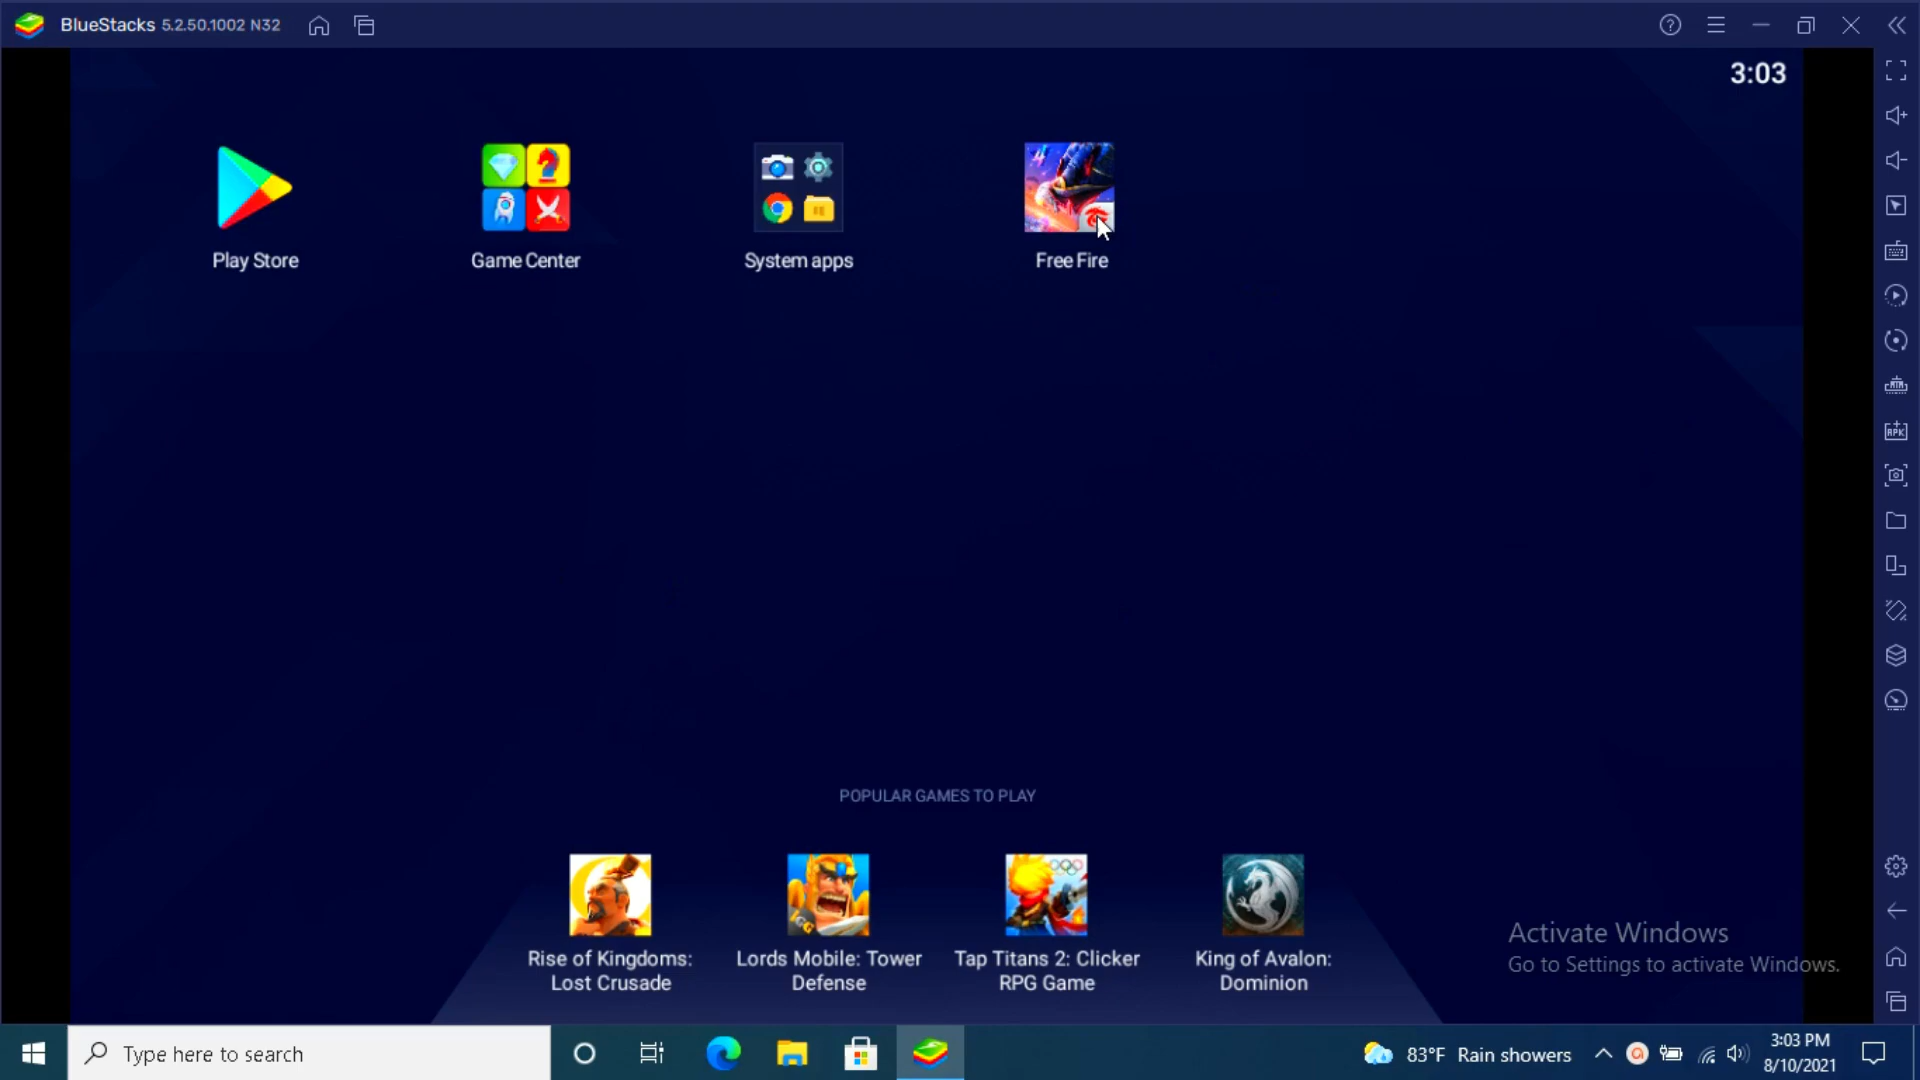 BlueStacks 5.2.50.1002 N32
3:03
Play Store
Game Center
System apps
Free Fire
POPULAR GAMES TO PLAY
Rise of Kingdoms:
Lost Crusade
Lords Mobile: Tower
Defense
Tap Titans 2: Clicker
RPG Game
King of Avalon:
Dominion
Activate Windows
Go to Settings to activate Windows.
Type here to search
83°F Rain showers
3:03 PM
8/10/2021